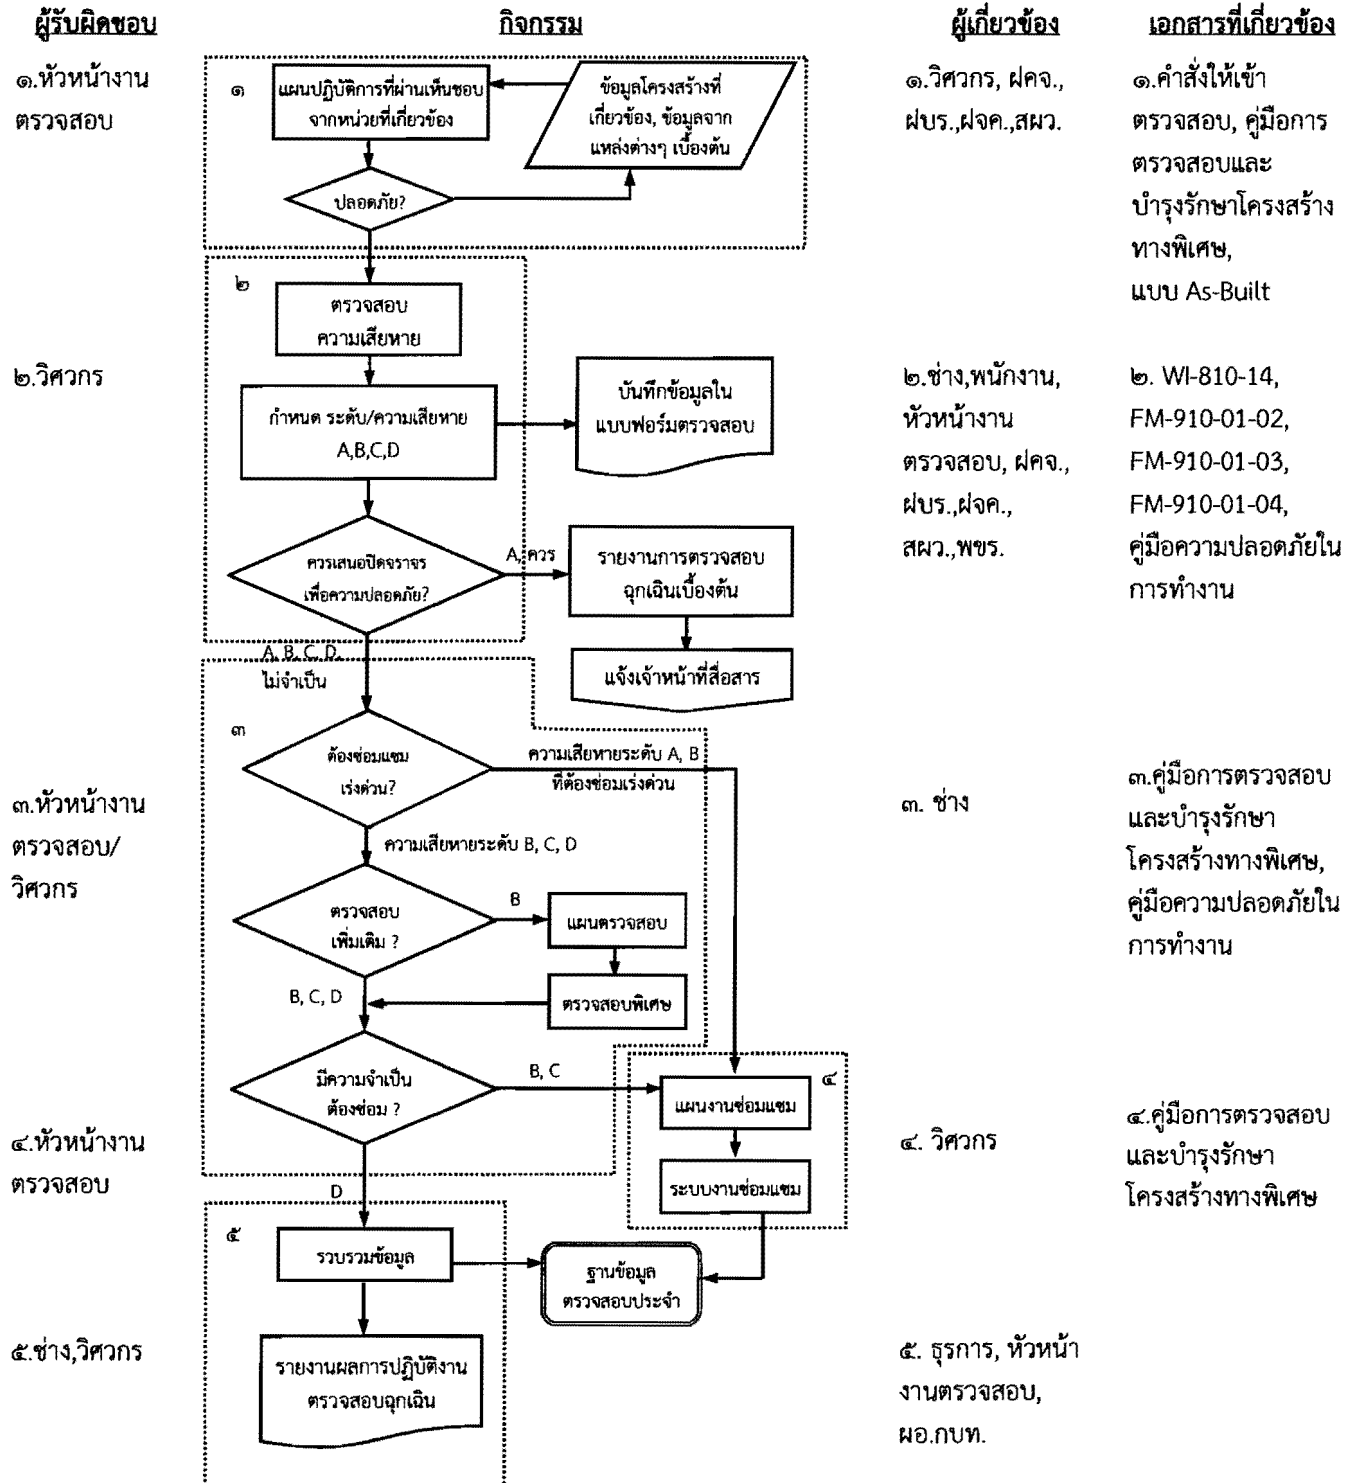 ผู้รับผิดชอบ
กิจกรรม
ผู้เกี่ยวข้อง
เอกสารที่เกี่ยวข้อง
๑.หัวหน้างาน
ตรวจสอบ
๑
แผนปฏิบัติการที่ผ่านเห็นชอบ
จากหน่วยที่เกี่ยวข้อง
ข้อมูลโครงสร้างที่
เกี่ยวข้อง, ข้อมูลจาก
แหล่งต่างๆ เบื้องต้น
ปลอดภัย?
๑.วิศวกร, ฝคจ.,
ฝบร.,ฝจค.,สผว.
๑.คำสั่งให้เข้า
ตรวจสอบ, คู่มือการ
ตรวจสอบและ
บำรุงรักษาโครงสร้าง
ทางพิเศษ,
แบบ As-Built
๒
ตรวจสอบ
ความเสียหาย
๒.วิศวกร
กำหนด ระดับ/ความเสียหาย
A,B,C,D
บันทึกข้อมูลใน
แบบฟอร์มตรวจสอบ
ควรเสนอปิดจราจร
เพื่อความปลอดภัย?
A, ควร
รายงานการตรวจสอบ
ฉุกเฉินเบื้องต้น
แจ้งเจ้าหน้าที่สื่อสาร
A, B, C, D,
ไม่จำเป็น
๒.ช่าง,พนักงาน,
หัวหน้างาน
ตรวจสอบ, ฝคจ.,
ฝบร.,ฝจค.,
สผว.,พขร.
๒. WI-810-14,
FM-910-01-02,
FM-910-01-03,
FM-910-01-04,
คู่มือความปลอดภัยใน
การทำงาน
๓
ต้องซ่อมแซม
เร่งด่วน?
ความเสียหายระดับ A, B
ที่ต้องซ่อมเร่งด่วน
๓.หัวหน้างาน
ตรวจสอบ/
วิศวกร
ความเสียหายระดับ B, C, D
ตรวจสอบ
เพิ่มเติม ?
B
แผนตรวจสอบ
ตรวจสอบพิเศษ
B, C, D
มีความจำเป็น
ต้องซ่อม ?
B, C
๓. ช่าง
๓.คู่มือการตรวจสอบ
และบำรุงรักษา
โครงสร้างทางพิเศษ,
คู่มือความปลอดภัยใน
การทำงาน
๔.หัวหน้างาน
ตรวจสอบ
๔
แผนงานซ่อมแซม
ระบบงานซ่อมแซม
๔. วิศวกร
๔.คู่มือการตรวจสอบ
และบำรุงรักษา
โครงสร้างทางพิเศษ
D
๕
รวบรวมข้อมูล
ฐานข้อมูล
ตรวจสอบประจำ
๕.ช่าง,วิศวกร
รายงานผลการปฏิบัติงาน
ตรวจสอบฉุกเฉิน
๕. ธุรการ, หัวหน้า
งานตรวจสอบ,
ผอ.กบท.